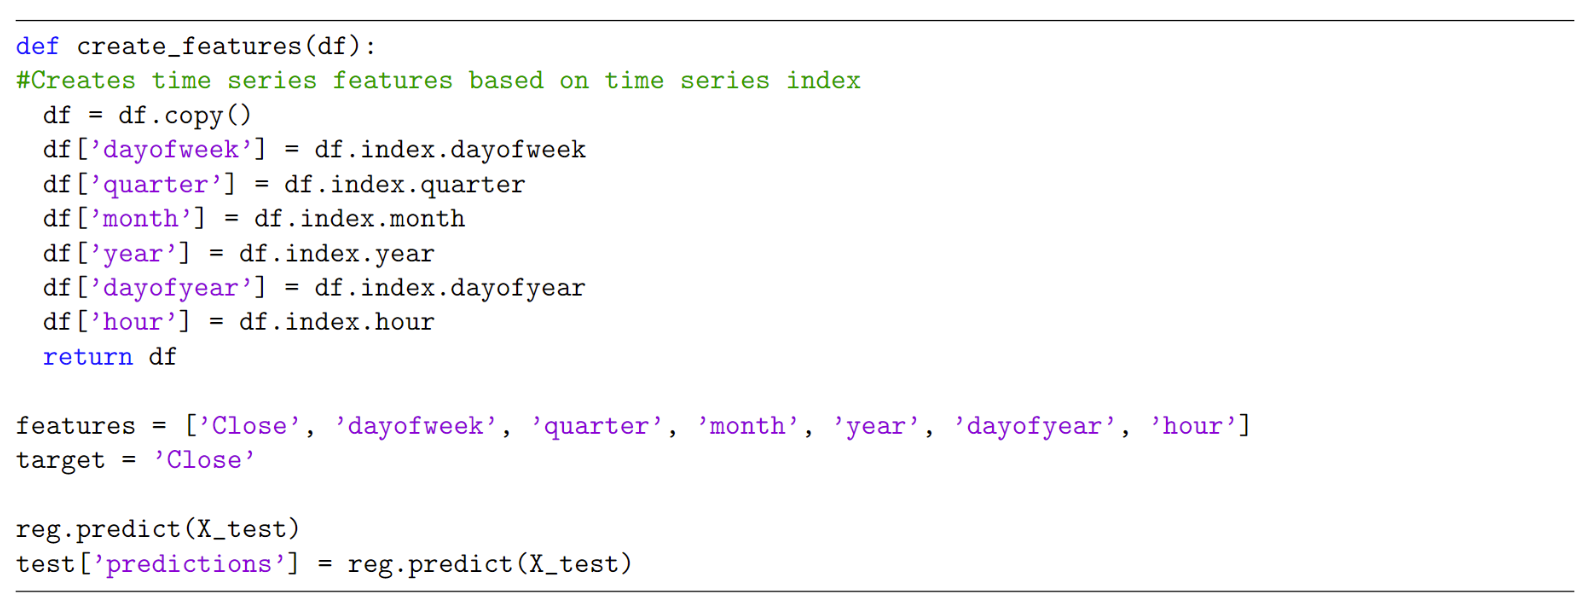 def create_features(df):
#Creates time series features based on time series index
  df = df.copy()
  df[’dayofweek’] = df.index.dayofweek
  df[’quarter’] = df.index.quarter
  df[’month’] = df.index.month
  df[’year’] = df.index.year
  df[’dayofyear’] = df.index.dayofyear
  df[’hour’] = df.index.hour
  return df

features = [’Close’, ’dayofweek’, ’quarter’, ’month’, ’year’, ’dayofyear’, ’hour’]
target = ’Close’

reg.predict(X_test)
test[’predictions’] = reg.predict(X_test)